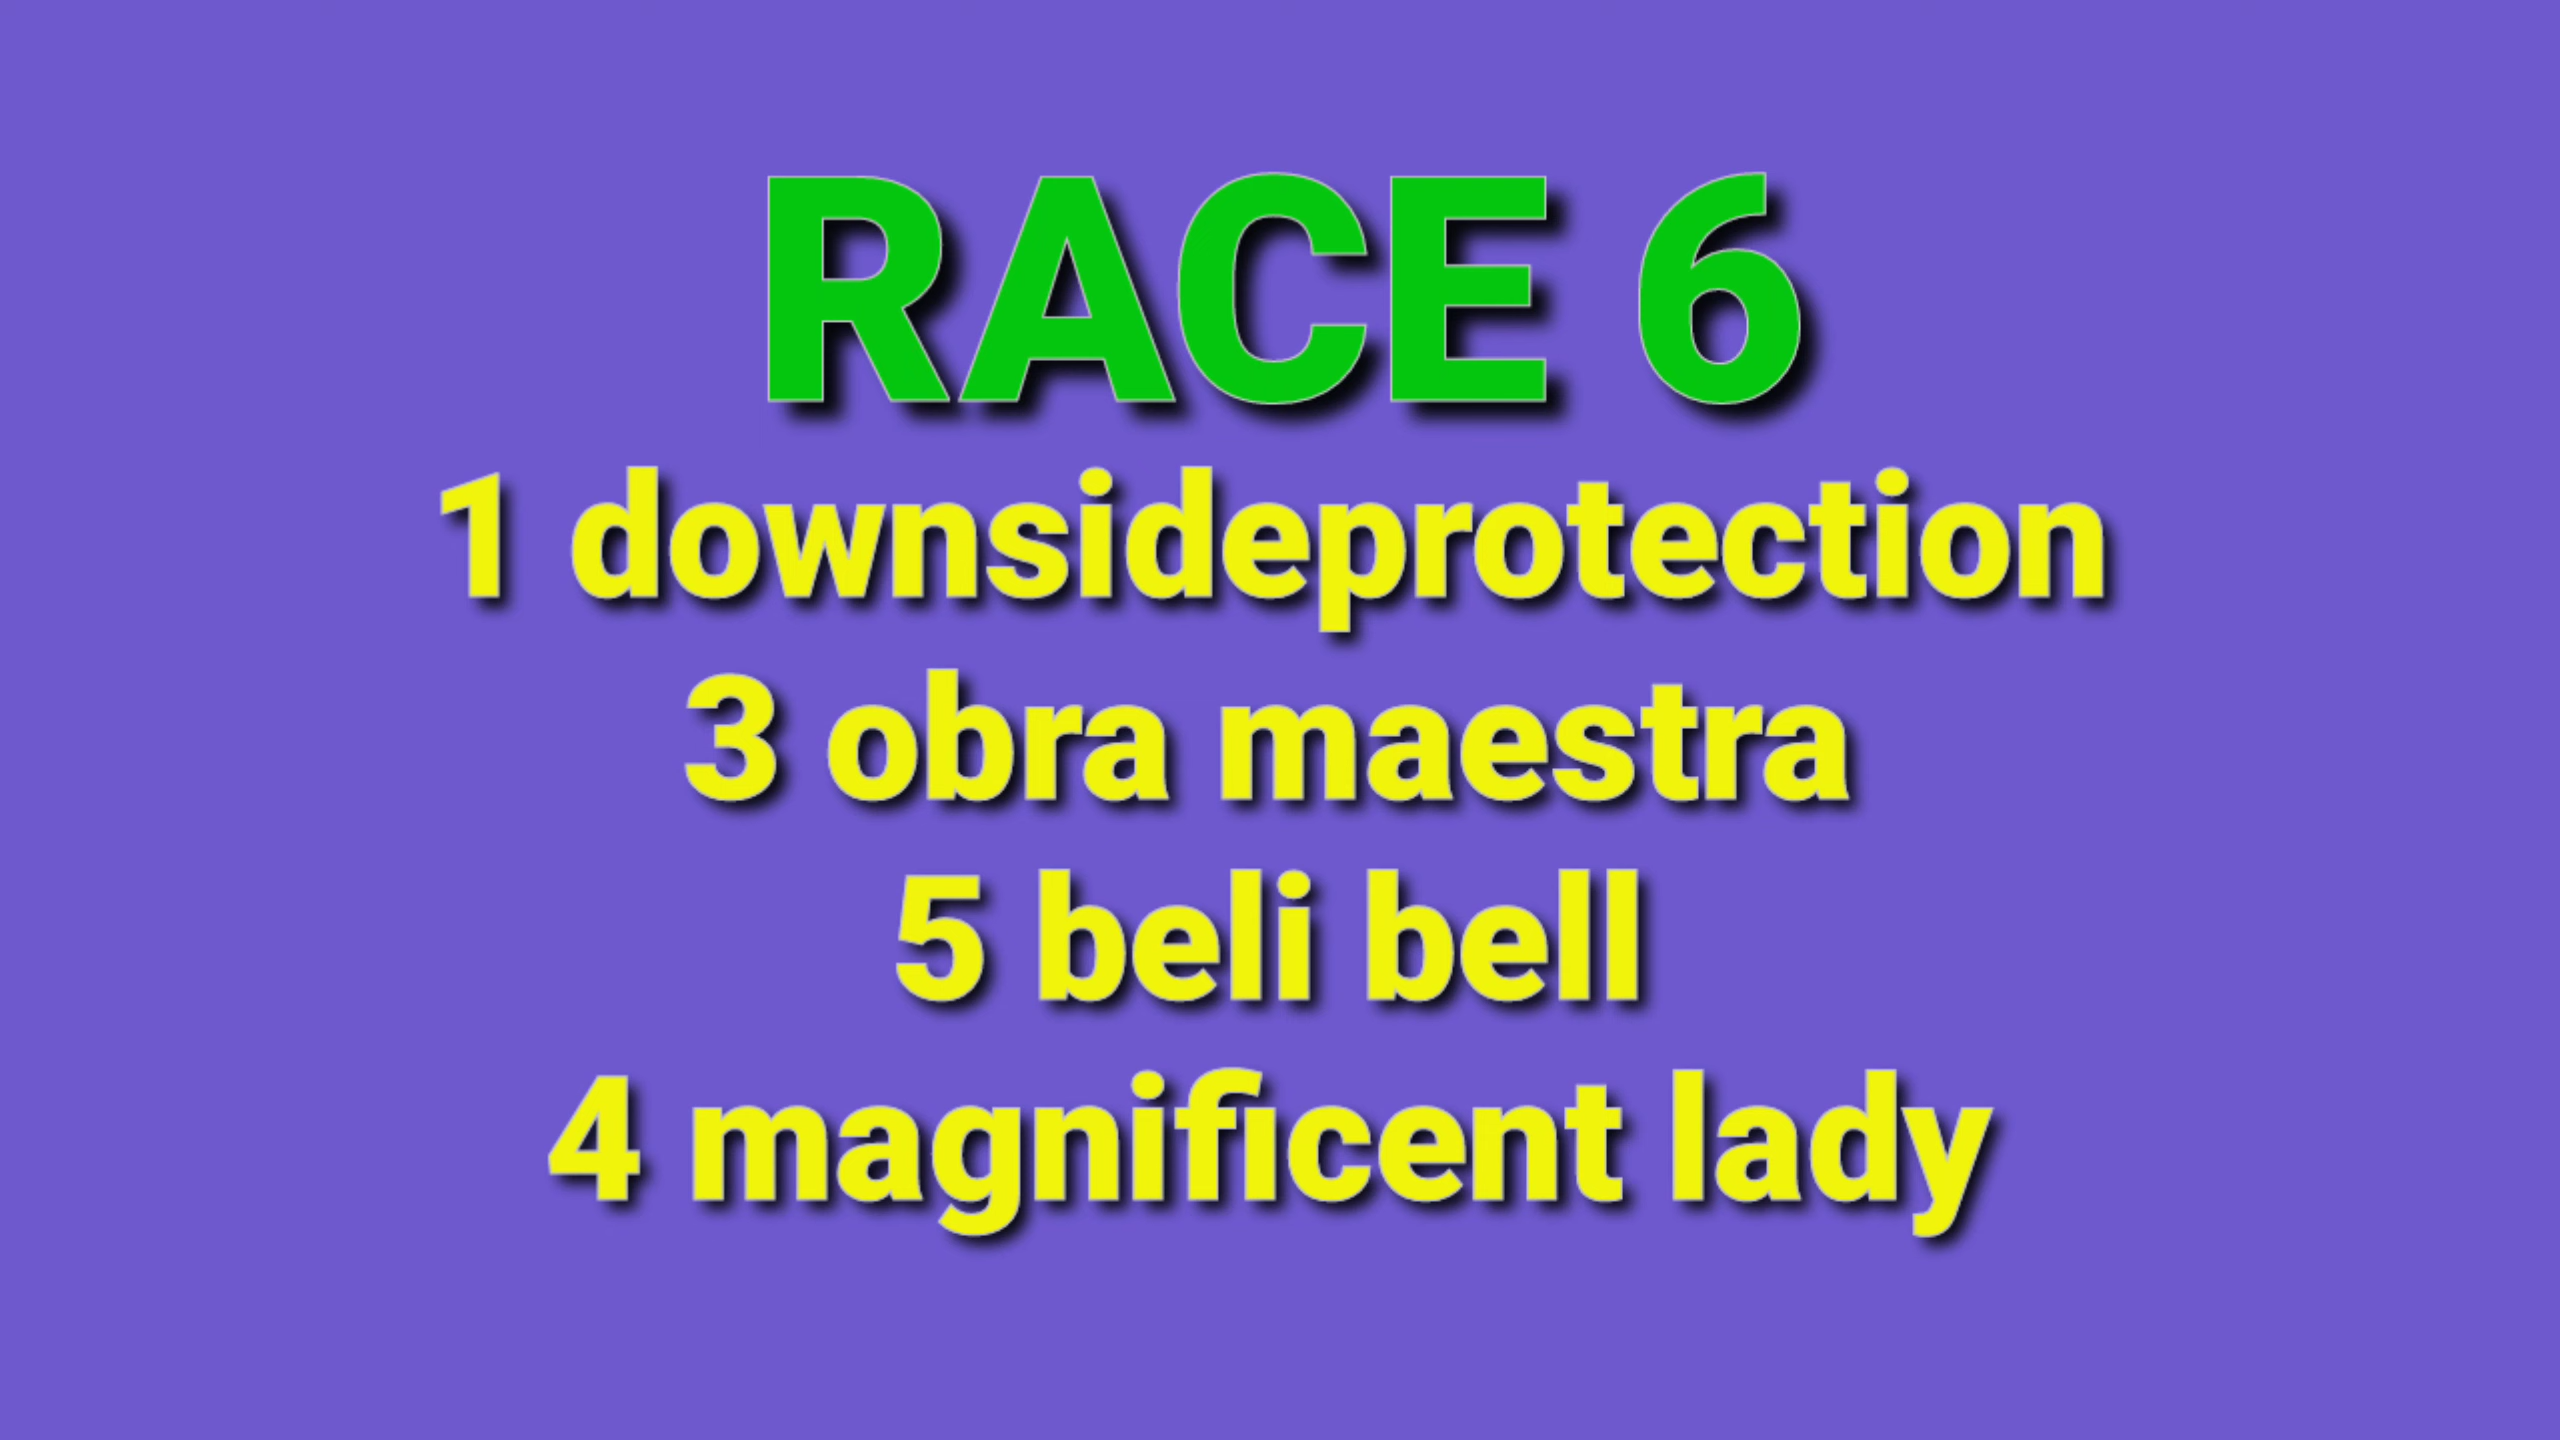 RACE 6
1 downsideprotection
3 obra maestra
5 beli bell
4 magnificent lady